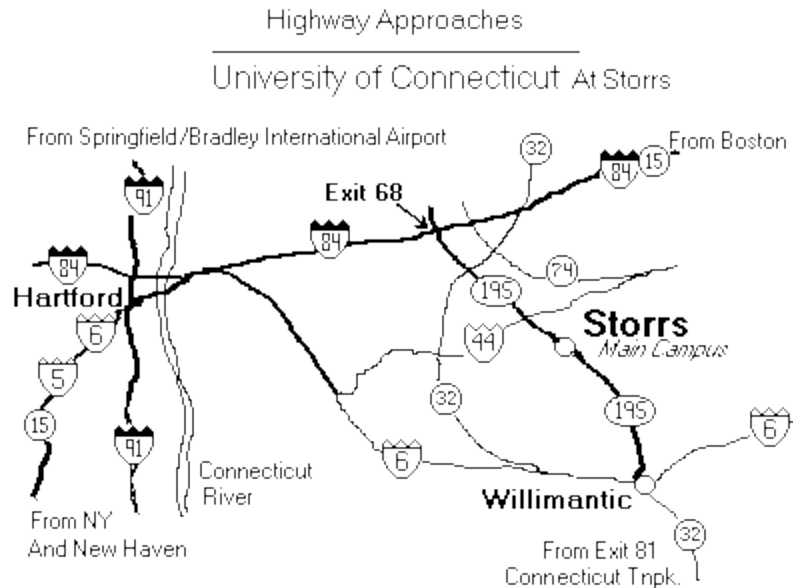 Highway Approaches
University of Connecticut At Storrs
From Springfield/Bradley International Airport
32
From Boston
15
84
91
Exit 68
84
84
74
195
Hartford
Storrs
6
Main Campus
44
5
32
195
15
6
91
6
Connecticut
River
Willimantic
From NY
And New Haven
32
From Exit 81
Connecticut Tnpk.